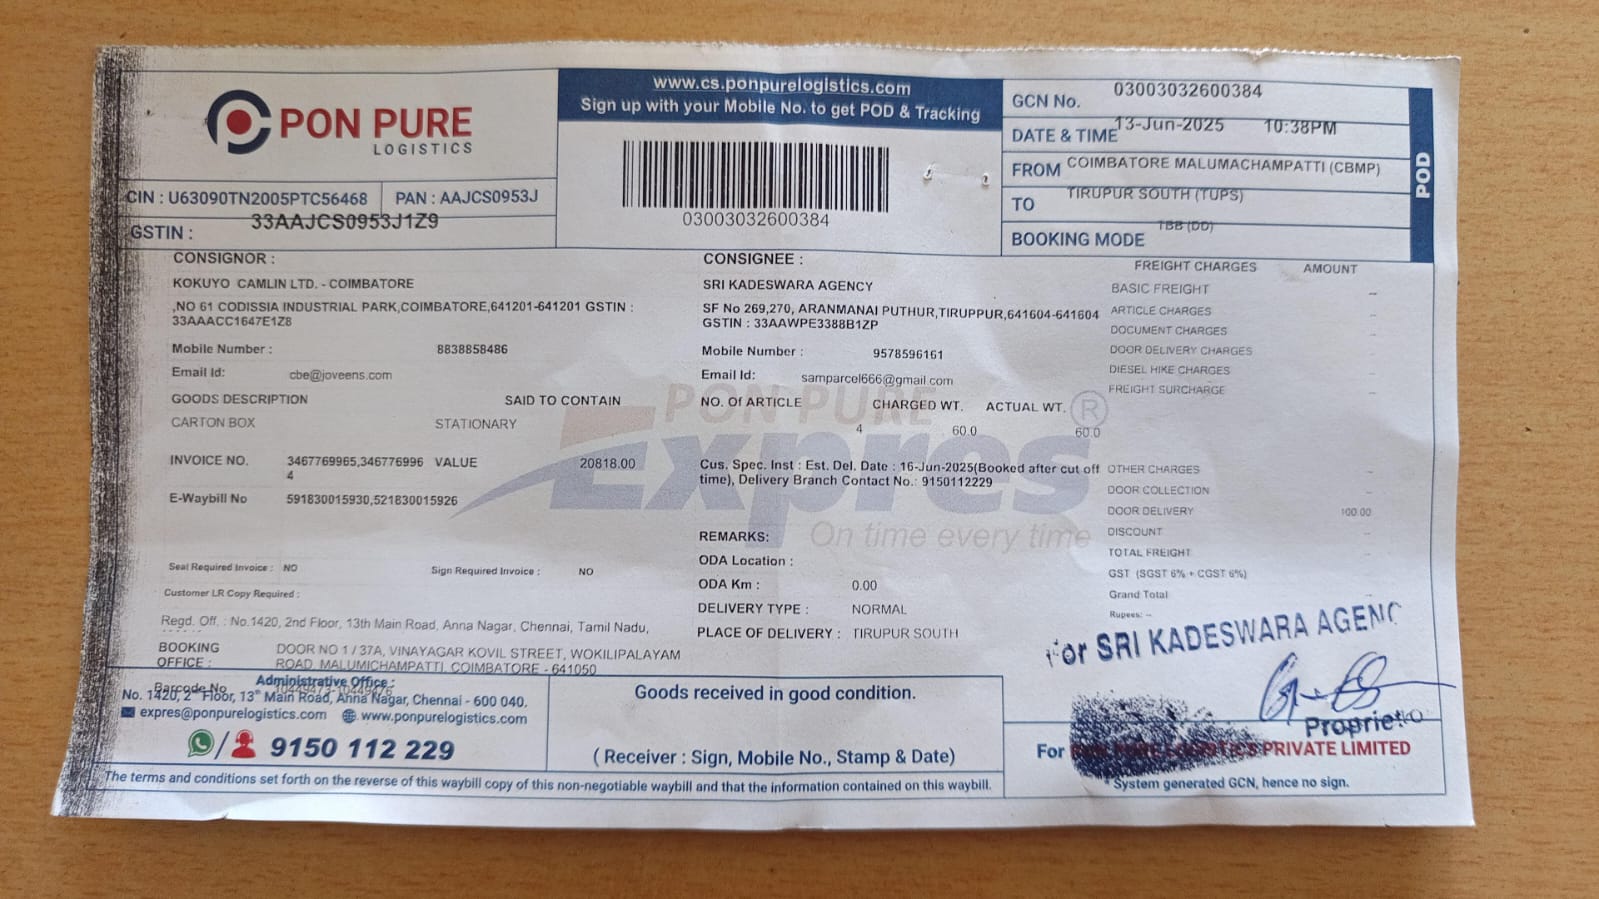 PON PURE
LOGISTICS
CIN : U63090TN2005PTC56468 PAN : AAJCS0953J
GSTIN : 33AAJCS0953J1Z9
www.cs.ponpurelogistics.com
Sign up with your Mobile No. to get POD & Tracking
03003032600384
GCN No. 03003032600384
DATE & TIME 13-Jun-2025 10:38PM
FROM COIMBATORE MALUMACHAMPATTI (CBMP)
TO TIRUPUR SOUTH (TUPS)
BOOKING MODE TBB (DD)
POD
CONSIGNOR :
KOKUYO CAMLIN LTD. - COIMBATORE
,NO 61 CODISSIA INDUSTRIAL PARK,COIMBATORE,641201-641201 GSTIN :
33AAACC1647E1Z8
Mobile Number : 8838858486
Email Id: cbe@joveens.com
GOODS DESCRIPTION SAID TO CONTAIN
CARTON BOX STATIONARY
INVOICE NO. 3467769965,346776996 VALUE 20818.00
4
E-Waybill No 591830015930,521830015926
Seal Required Invoice : NO Sign Required Invoice : NO
Customer LR Copy Required :
Regd. Off. : No.1420, 2nd Floor, 13th Main Road, Anna Nagar, Chennai, Tamil Nadu,
BOOKING OFFICE : DOOR NO 1 / 37A, VINAYAGAR KOVIL STREET, WOKILIPALAYAM
ROAD, MALUMICHAMPATTI, COIMBATORE - 641050
CONSIGNEE :
SRI KADESWARA AGENCY
SF No 269,270, ARANMANAI PUTHUR,TIRUPPUR,641604-641604
GSTIN : 33AAWPE3388B1ZP
Mobile Number : 9578596161
Email Id: samparcel666@gmail.com
NO. Of ARTICLE CHARGED WT. ACTUAL WT.
4 60.0 60.0
Cus. Spec. Inst : Est. Del. Date : 16-Jun-2025(Booked after cut off
time), Delivery Branch Contact No.: 9150112229
REMARKS:
ODA Location :
ODA Km : 0.00
DELIVERY TYPE : NORMAL
PLACE OF DELIVERY : TIRUPUR SOUTH
PON PURE
Expres ®
On time every time
FREIGHT CHARGES AMOUNT
BASIC FREIGHT --
ARTICLE CHARGES --
DOCUMENT CHARGES --
DOOR DELIVERY CHARGES --
DIESEL HIKE CHARGES --
FREIGHT SURCHARGE --
OTHER CHARGES --
DOOR COLLECTION --
DOOR DELIVERY 100.00
DISCOUNT --
TOTAL FREIGHT --
GST (SGST 6% + CGST 6%) --
Grand Total
Rupees: --
For SRI KADESWARA AGENC
Proprieto
Barcode No 10449473-10449476
Administrative Office :
No. 1420, 2nd Floor, 13th Main Road, Anna Nagar, Chennai - 600 040.
expres@ponpurelogistics.com www.ponpurelogistics.com
9150 112 229
Goods received in good condition.
( Receiver : Sign, Mobile No., Stamp & Date)
For PON PURE LOGISTICS PRIVATE LIMITED
* System generated GCN, hence no sign.
The terms and conditions set forth on the reverse of this waybill copy of this non-negotiable waybill and that the information contained on this waybill.